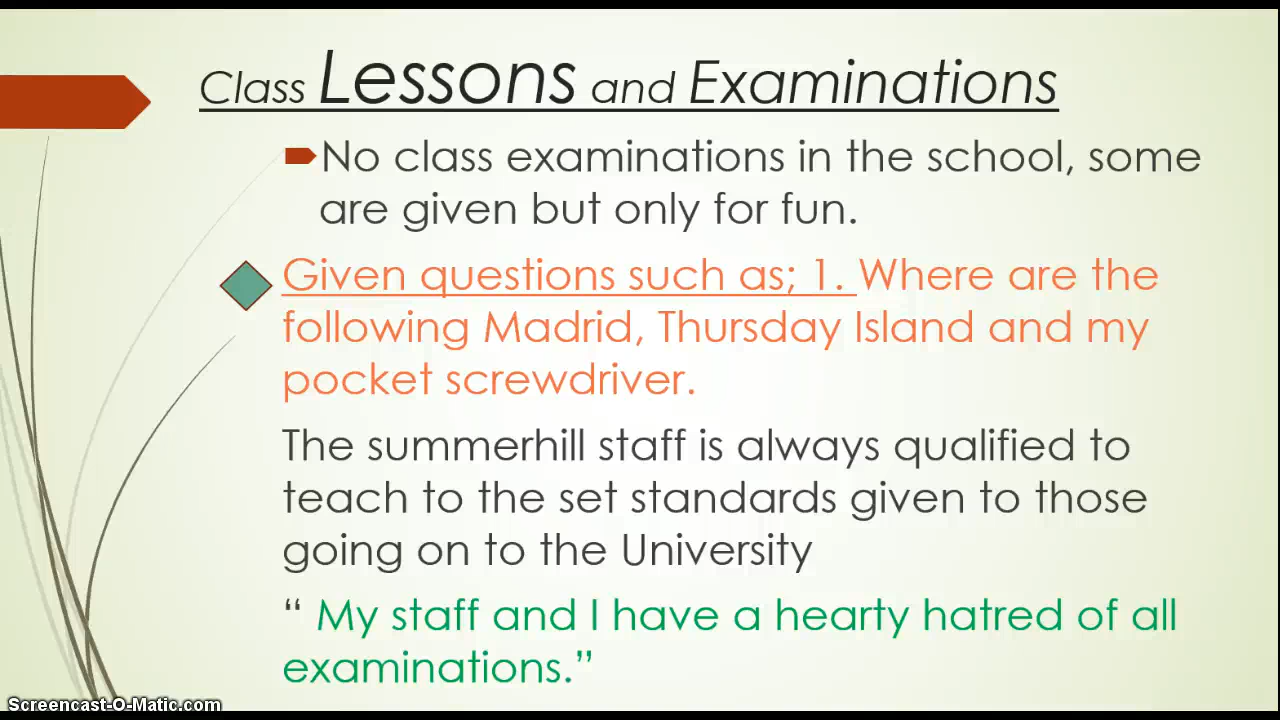 Class Lessons and Examinations
No class examinations in the school, some
are given but only for fun.
Given questions such as; 1. Where are the
following Madrid, Thursday Island and my
pocket screwdriver.
The summerhill staff is always qualified to
teach to the set standards given to those
going on to the University
“ My staff and I have a hearty hatred of all
examinations.”
Screencast-O-Matic.com